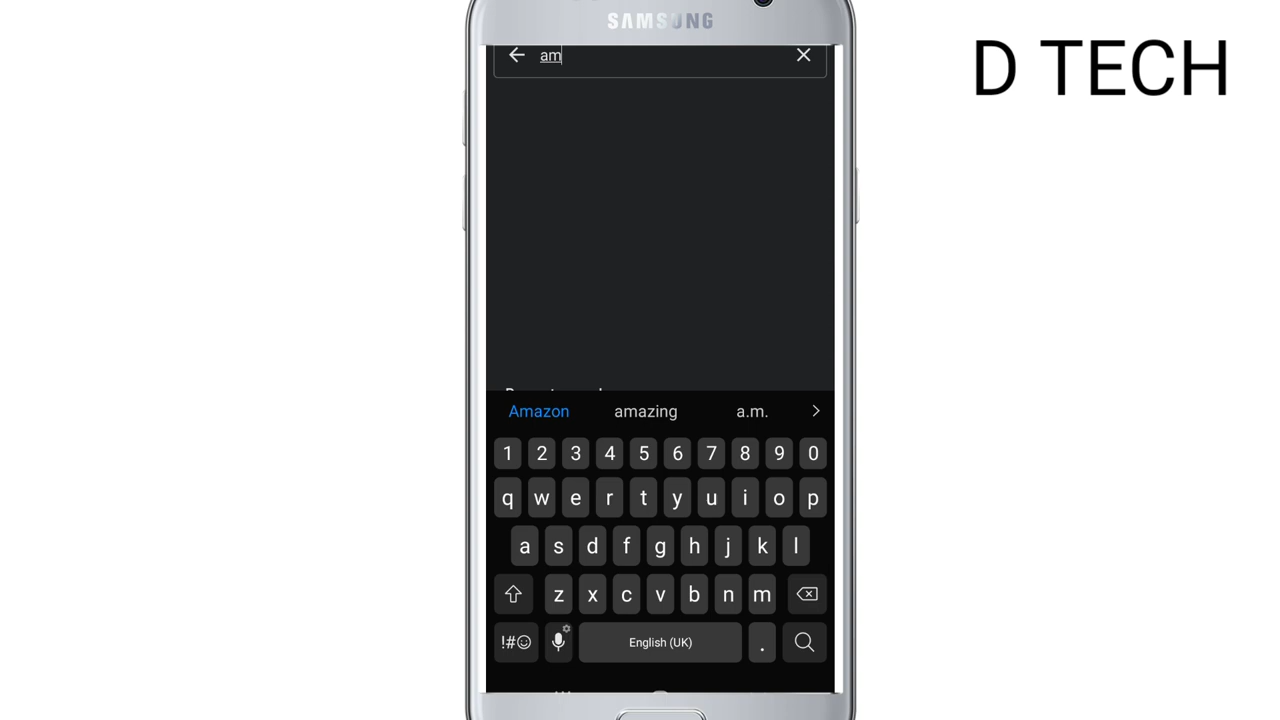 SAMSUNG
D TECH
am
Amazon amazing a.m.
1 2 3 4 5 6 7 8 9 0
q w e r t y u i o p
a s d f g h j k l
z x c v b n m
!#☺ English (UK) .